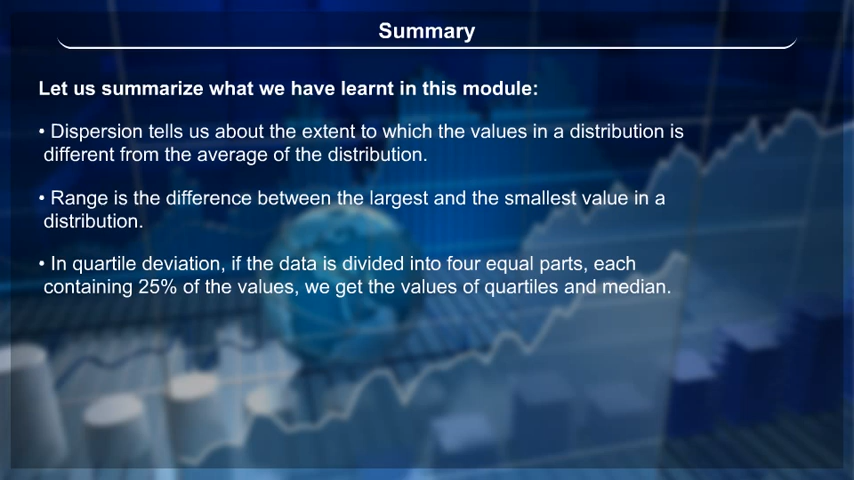 Summary
Let us summarize what we have learnt in this module:
• Dispersion tells us about the extent to which the values in a distribution is
different from the average of the distribution.
• Range is the difference between the largest and the smallest value in a
distribution.
• In quartile deviation, if the data is divided into four equal parts, each
containing 25% of the values, we get the values of quartiles and median.